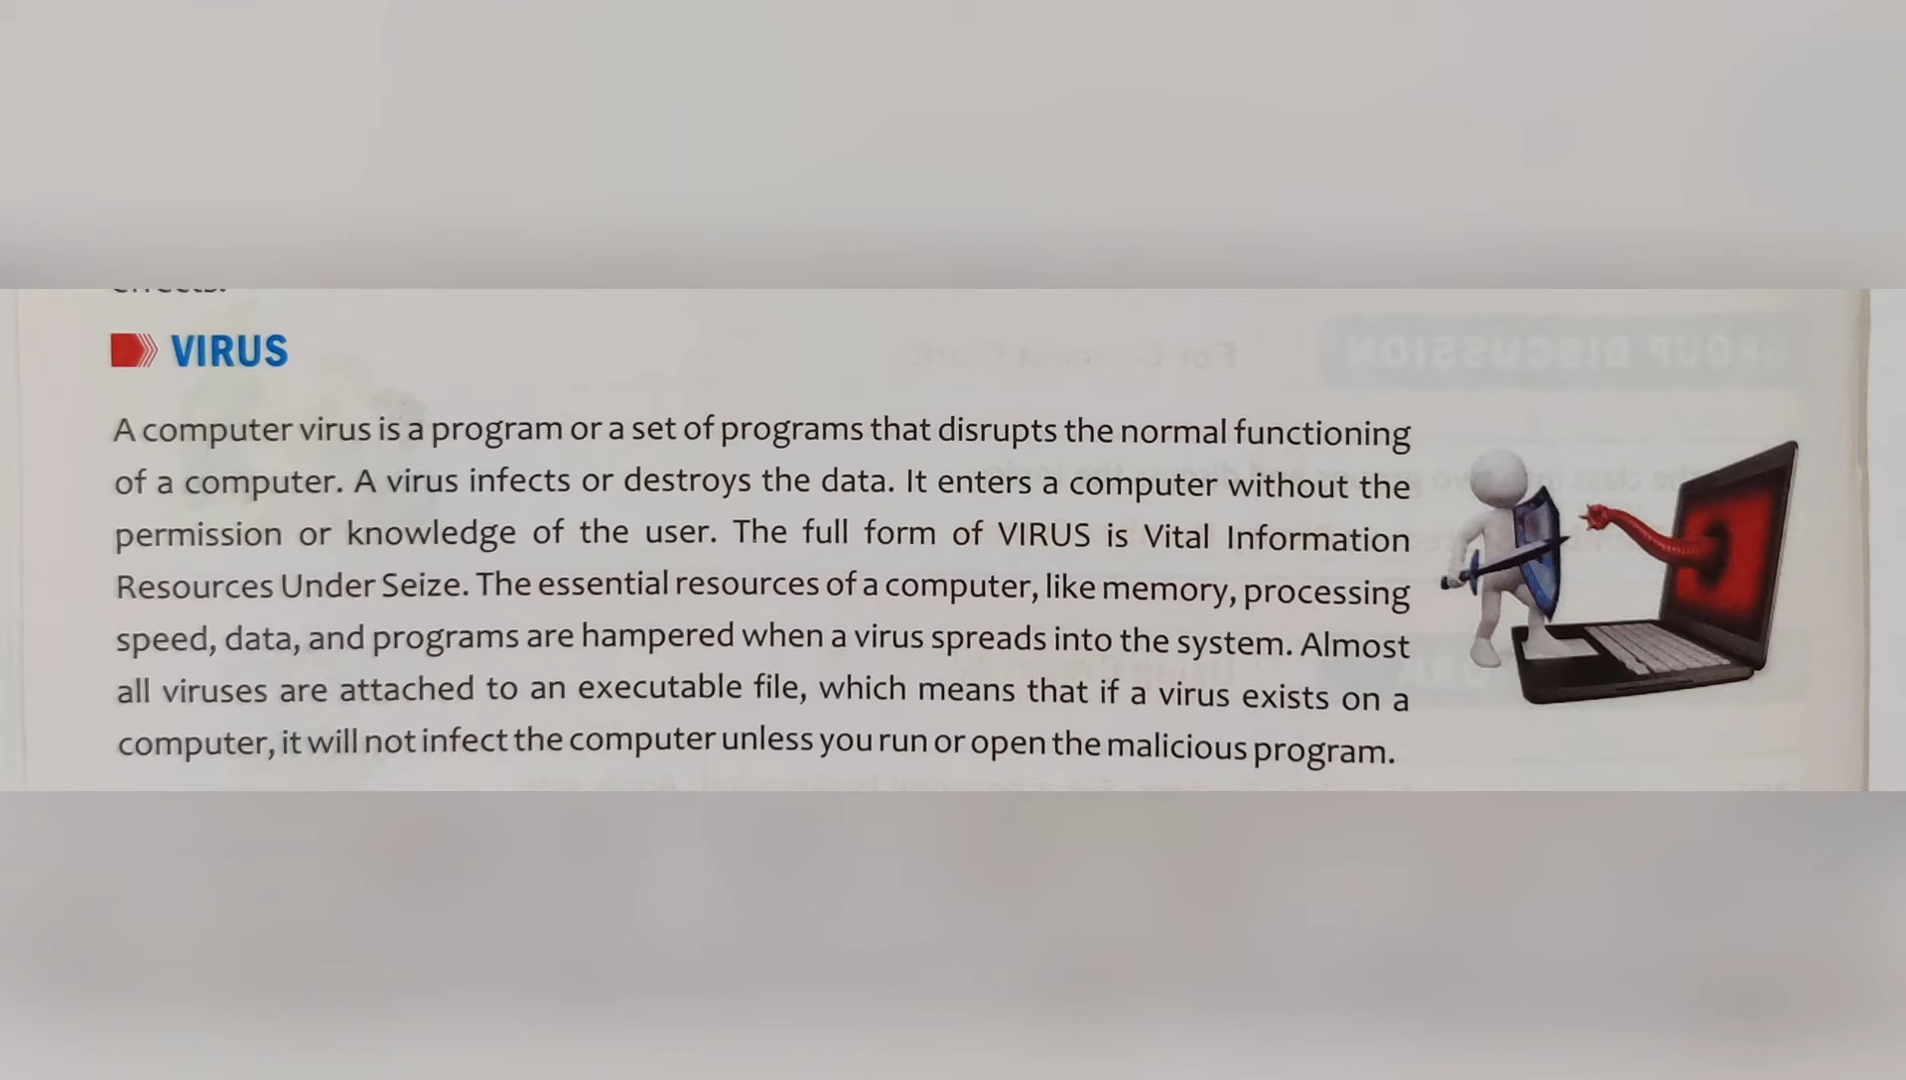 VIRUS
A computer virus is a program or a set of programs that disrupts the normal functioning
of a computer. A virus infects or destroys the data. It enters a computer without the
permission or knowledge of the user. The full form of VIRUS is Vital Information
Resources Under Seize. The essential resources of a computer, like memory, processing
speed, data, and programs are hampered when a virus spreads into the system. Almost
all viruses are attached to an executable file, which means that if a virus exists on a
computer, it will not infect the computer unless you run or open the malicious program.